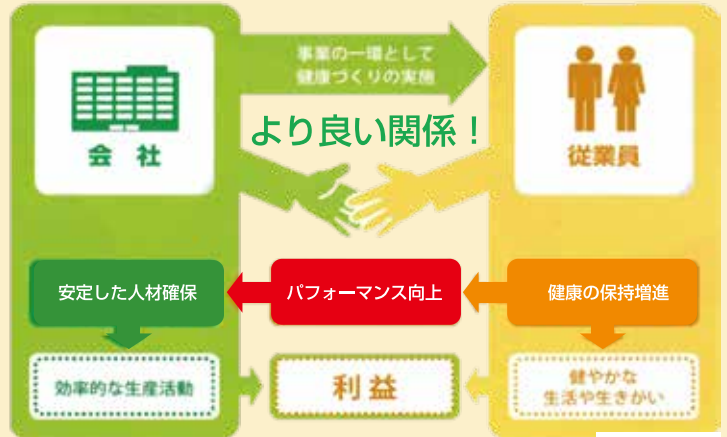 事業の一環として
健康づくりの実施
より良い関係！
会社
従業員
安定した人材確保
パフォーマンス向上
健康の保持増進
効率的な生産活動
利益
健やかな
生活や生きがい